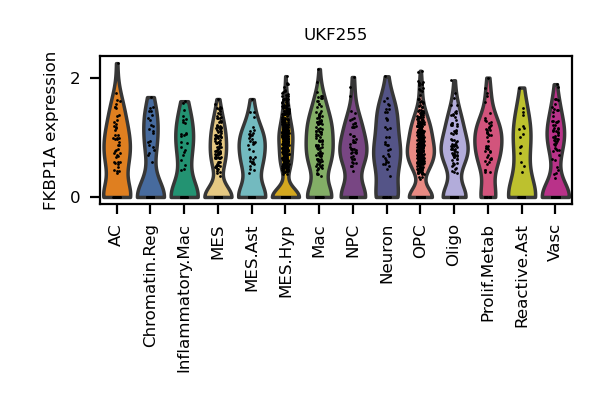 UKF255
FKBP1A expression
2
0
AC
Chromatin.Reg
Inflammatory.Mac
MES
MES.Ast
MES.Hyp
Mac
NPC
Neuron
OPC
Oligo
Prolif.Metab
Reactive.Ast
Vasc